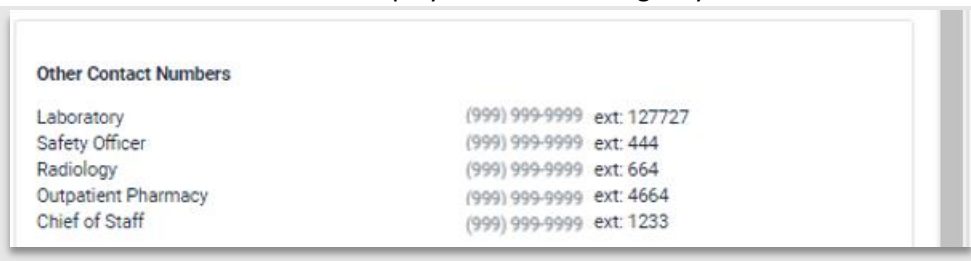 Other Contact Numbers
Laboratory (999) 999-9999 ext: 127727
Safety Officer (999) 999-9999 ext: 444
Radiology (999) 999-9999 ext: 664
Outpatient Pharmacy (999) 999-9999 ext: 4664
Chief of Staff (999) 999-9999 ext: 1233